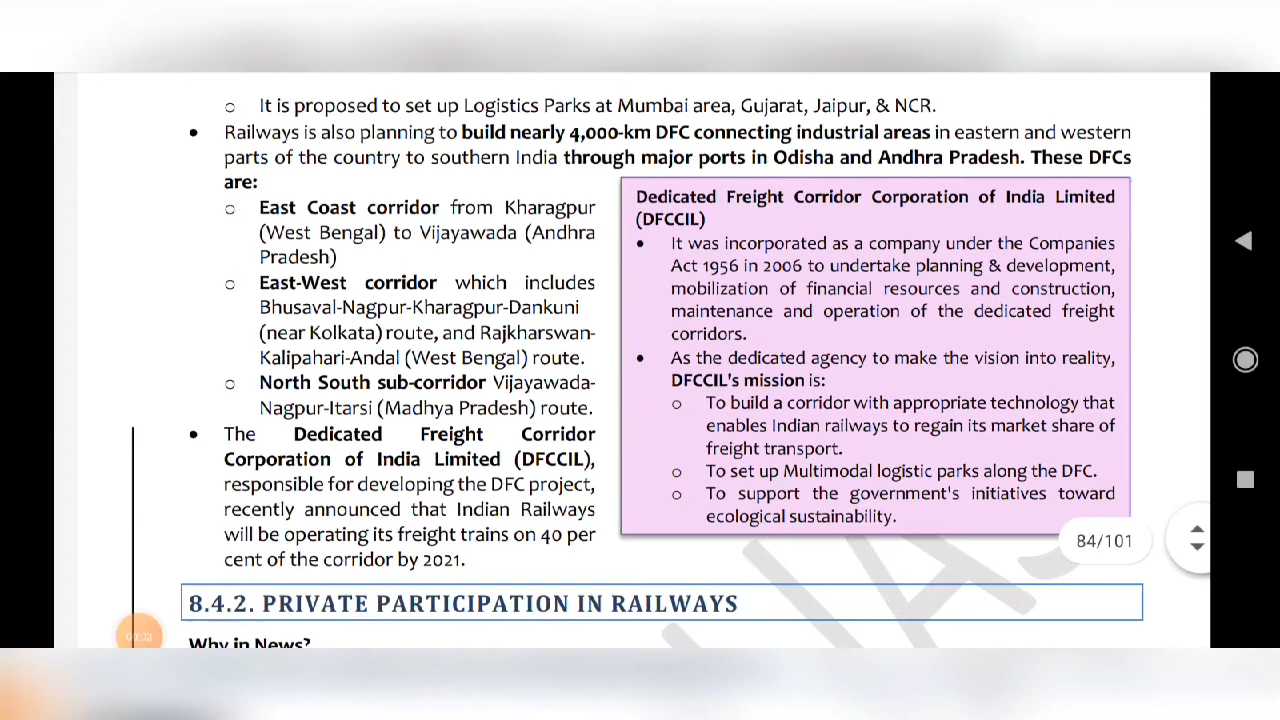 o It is proposed to set up Logistics Parks at Mumbai area, Gujarat, Jaipur, & NCR.
• Railways is also planning to build nearly 4,000-km DFC connecting industrial areas in eastern and western
parts of the country to southern India through major ports in Odisha and Andhra Pradesh. These DFCs
are:
o East Coast corridor from Kharagpur
(West Bengal) to Vijayawada (Andhra
Pradesh)
o East-West corridor which includes
Bhusaval-Nagpur-Kharagpur-Dankuni
(near Kolkata) route, and Rajkharswan-
Kalipahari-Andal (West Bengal) route.
o North South sub-corridor Vijayawada-
Nagpur-Itarsi (Madhya Pradesh) route.
• The Dedicated Freight Corridor
Corporation of India Limited (DFCCIL),
responsible for developing the DFC project,
recently announced that Indian Railways
will be operating its freight trains on 40 per
cent of the corridor by 2021.
Dedicated Freight Corridor Corporation of India Limited
(DFCCIL)
• It was incorporated as a company under the Companies
Act 1956 in 2006 to undertake planning & development,
mobilization of financial resources and construction,
maintenance and operation of the dedicated freight
corridors.
• As the dedicated agency to make the vision into reality,
DFCCIL's mission is:
o To build a corridor with appropriate technology that
enables Indian railways to regain its market share of
freight transport.
o To set up Multimodal logistic parks along the DFC.
o To support the government's initiatives toward
ecological sustainability.
84/101
8.4.2. PRIVATE PARTICIPATION IN RAILWAYS
00:03
Why in News?